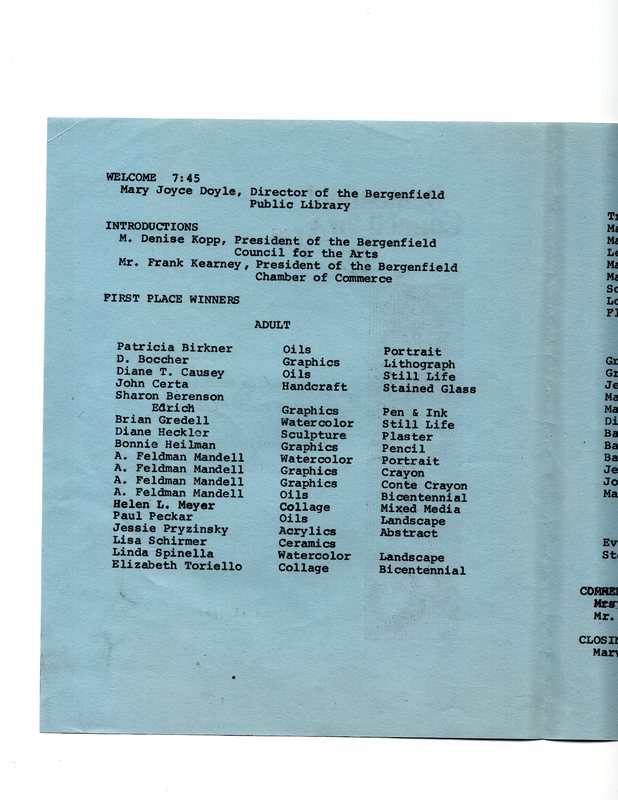 WELCOME 7:45
Mary Joyce Doyle, Director of the Bergenfield
Public Library
INTRODUCTIONS
M. Denise Kopp, President of the Bergenfield
Council for the Arts
Mr. Frank Kearney, President of the Bergenfield
Chamber of Commerce
FIRST PLACE WINNERS
ADULT
Patricia Birkner Oils Portrait
D. Boccher Graphics Lithograph
Diane T. Causey Oils Still Life
John Certa Handcraft Stained Glass
Sharon Berenson
Edrich Graphics Pen & Ink
Brian Gredell Watercolor Still Life
Diane Heckler Sculpture Plaster
Bonnie Heilman Graphics Pencil
A. Feldman Mandell Watercolor Portrait
A. Feldman Mandell Graphics Crayon
A. Feldman Mandell Graphics Conte Crayon
A. Feldman Mandell Oils Bicentennial
Helen L. Meyer Collage Mixed Media
Paul Peckar Oils Landscape
Jessie Pryzinsky Acrylics Abstract
Lisa Schirmer Ceramics
Linda Spinella Watercolor Landscape
Elizabeth Toriello Collage Bicentennial
Mr.